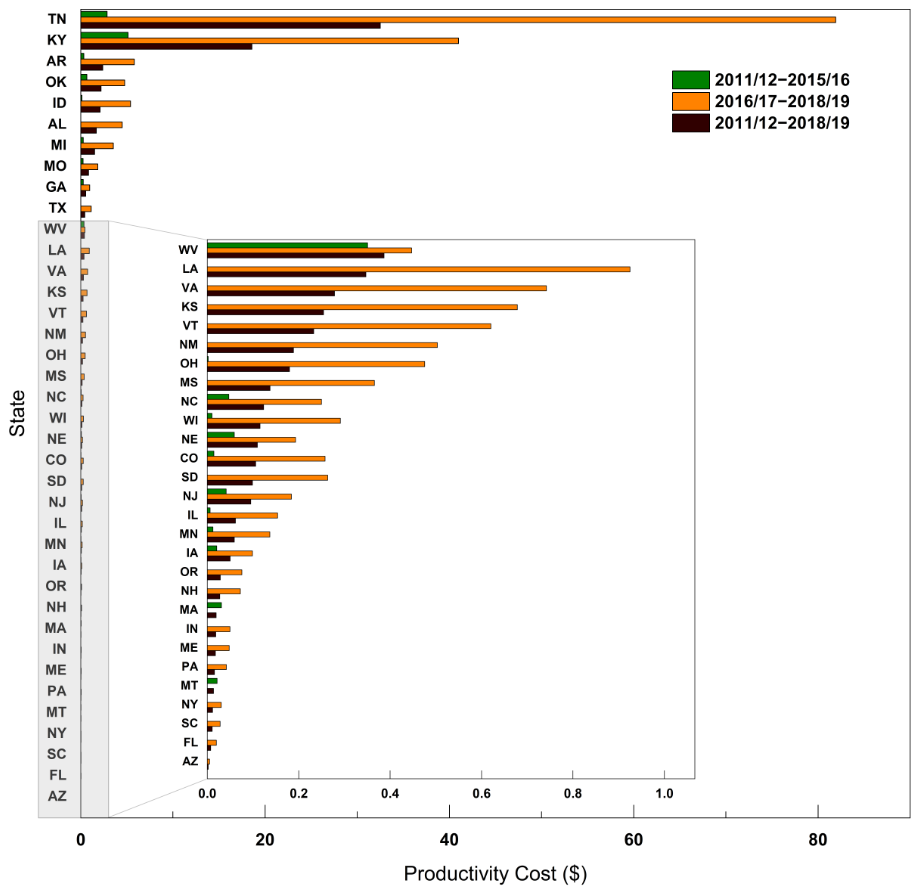 TN
KY
AR
OK
ID
AL
MI
MO
GA
TX
WV
LA
VA
KS
VT
NM
OH
MS
NC
WI
NE
CO
SD
NJ
IL
MN
IA
OR
NH
MA
IN
ME
PA
MT
NY
SC
FL
AZ
State
2011/12−2015/16
2016/17−2018/19
2011/12−2018/19
WV
LA
VA
KS
VT
NM
OH
MS
NC
WI
NE
CO
SD
NJ
IL
MN
IA
OR
NH
MA
IN
ME
PA
MT
NY
SC
FL
AZ
0.0 0.2 0.4 0.6 0.8 1.0
0 20 40 60 80
Productivity Cost ($)